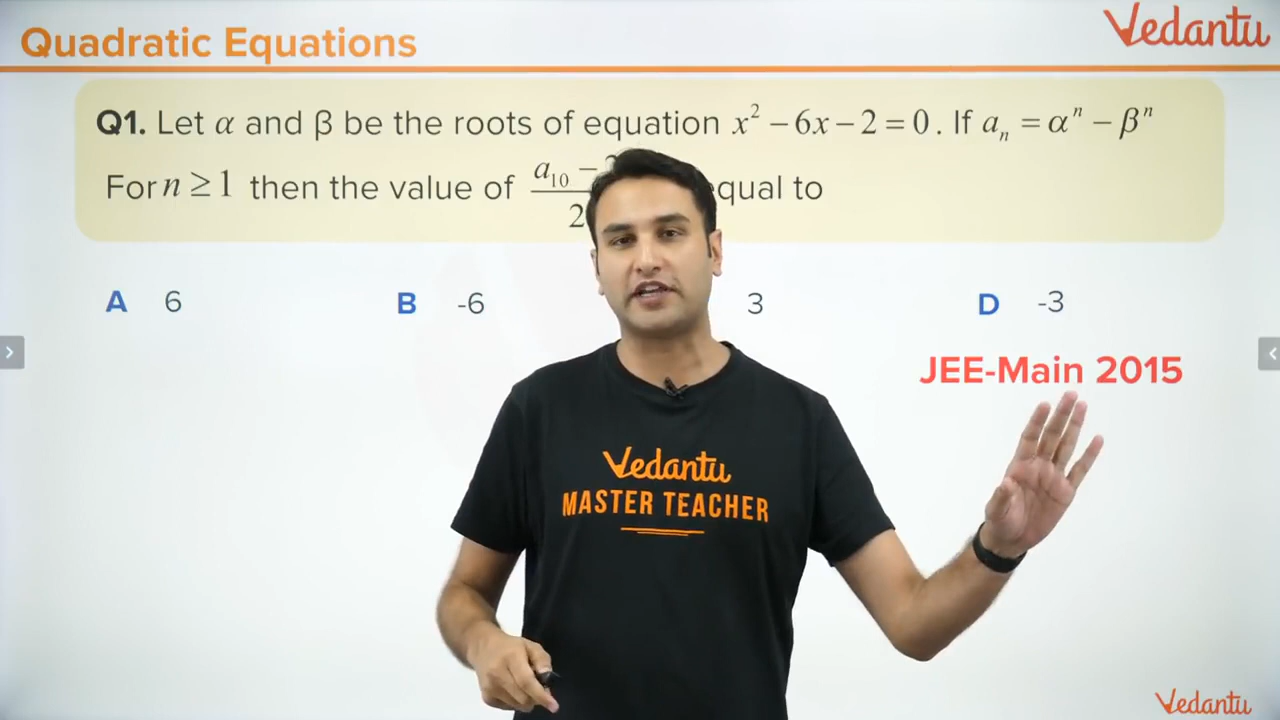 Quadratic Equations
Vedantu
Q1. Let α and β be the roots of equation x² − 6x − 2 = 0. If aₙ = αⁿ − βⁿ
For n ≥ 1 then the value of a₁₀ − / 2 qual to
A 6 B -6 3 D -3
JEE-Main 2015
Vedantu
MASTER TEACHER
Vedantu